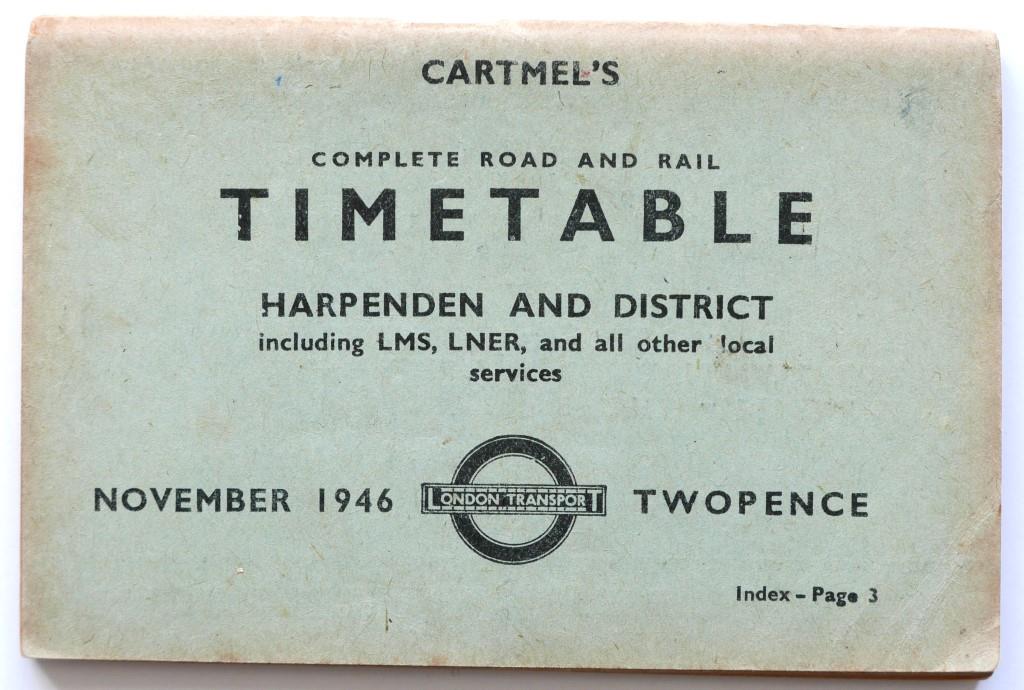 CARTMEL'S
COMPLETE ROAD AND RAIL
TIMETABLE
HARPENDEN AND DISTRICT
including LMS, LNER, and all other local
services
NOVEMBER 1946 LONDON TRANSPORT TWOPENCE
Index - Page 3